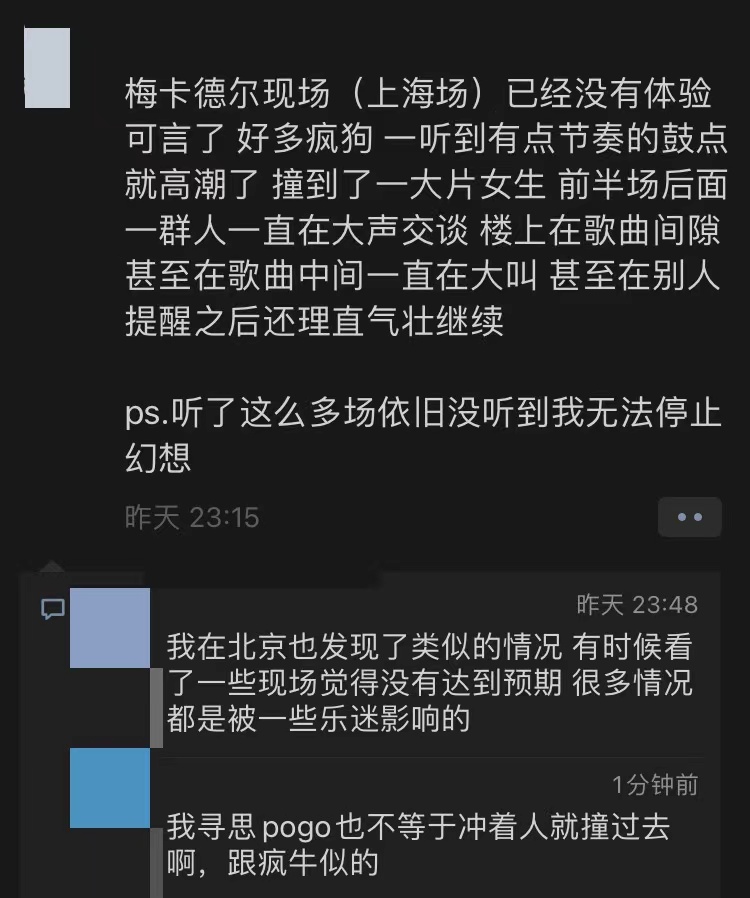 梅卡德尔现场（上海场）已经没有体验
可言了 好多疯狗 一听到有点节奏的鼓点
就高潮了 撞到了一大片女生 前半场后面
一群人一直在大声交谈 楼上在歌曲间隙
甚至在歌曲中间一直在大叫 甚至在别人
提醒之后还理直气壮继续
ps.听了这么多场依旧没听到我无法停止
幻想
昨天 23:15
昨天 23:48
我在北京也发现了类似的情况 有时候看
了一些现场觉得没有达到预期 很多情况
都是被一些乐迷影响的
1分钟前
我寻思pogo也不等于冲着人就撞过去
啊，跟疯牛似的